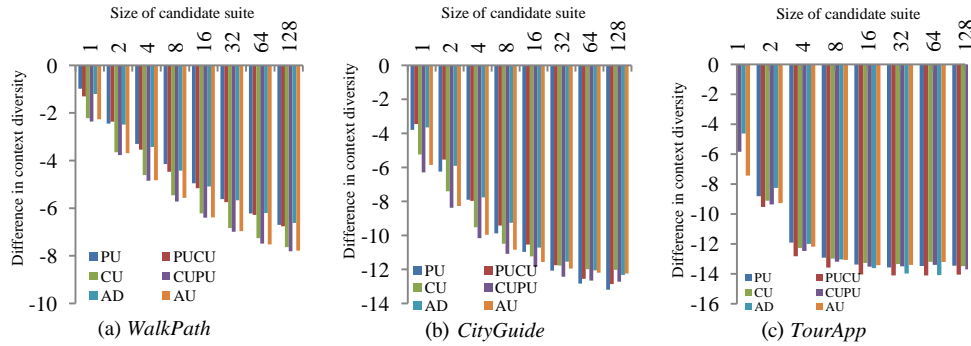 Size of candidate suite
1 2 4 8 16 32 64 128
0
-2
-4
-6
-8
-10
Difference in context diversity
PU PUCU
CU CUPU
AD AU
(a) WalkPath
Size of candidate suite
1 2 4 8 16 32 64 128
0
-2
-4
-6
-8
-10
-12
-14
Difference in context diversity
PU PUCU
CU CUPU
AD AU
(b) CityGuide
Size of candidate suite
1 2 4 8 16 32 64 128
0
-2
-4
-6
-8
-10
-12
-14
-16
Difference in context diversity
PU PUCU
CU CUPU
AD AU
(c) TourApp